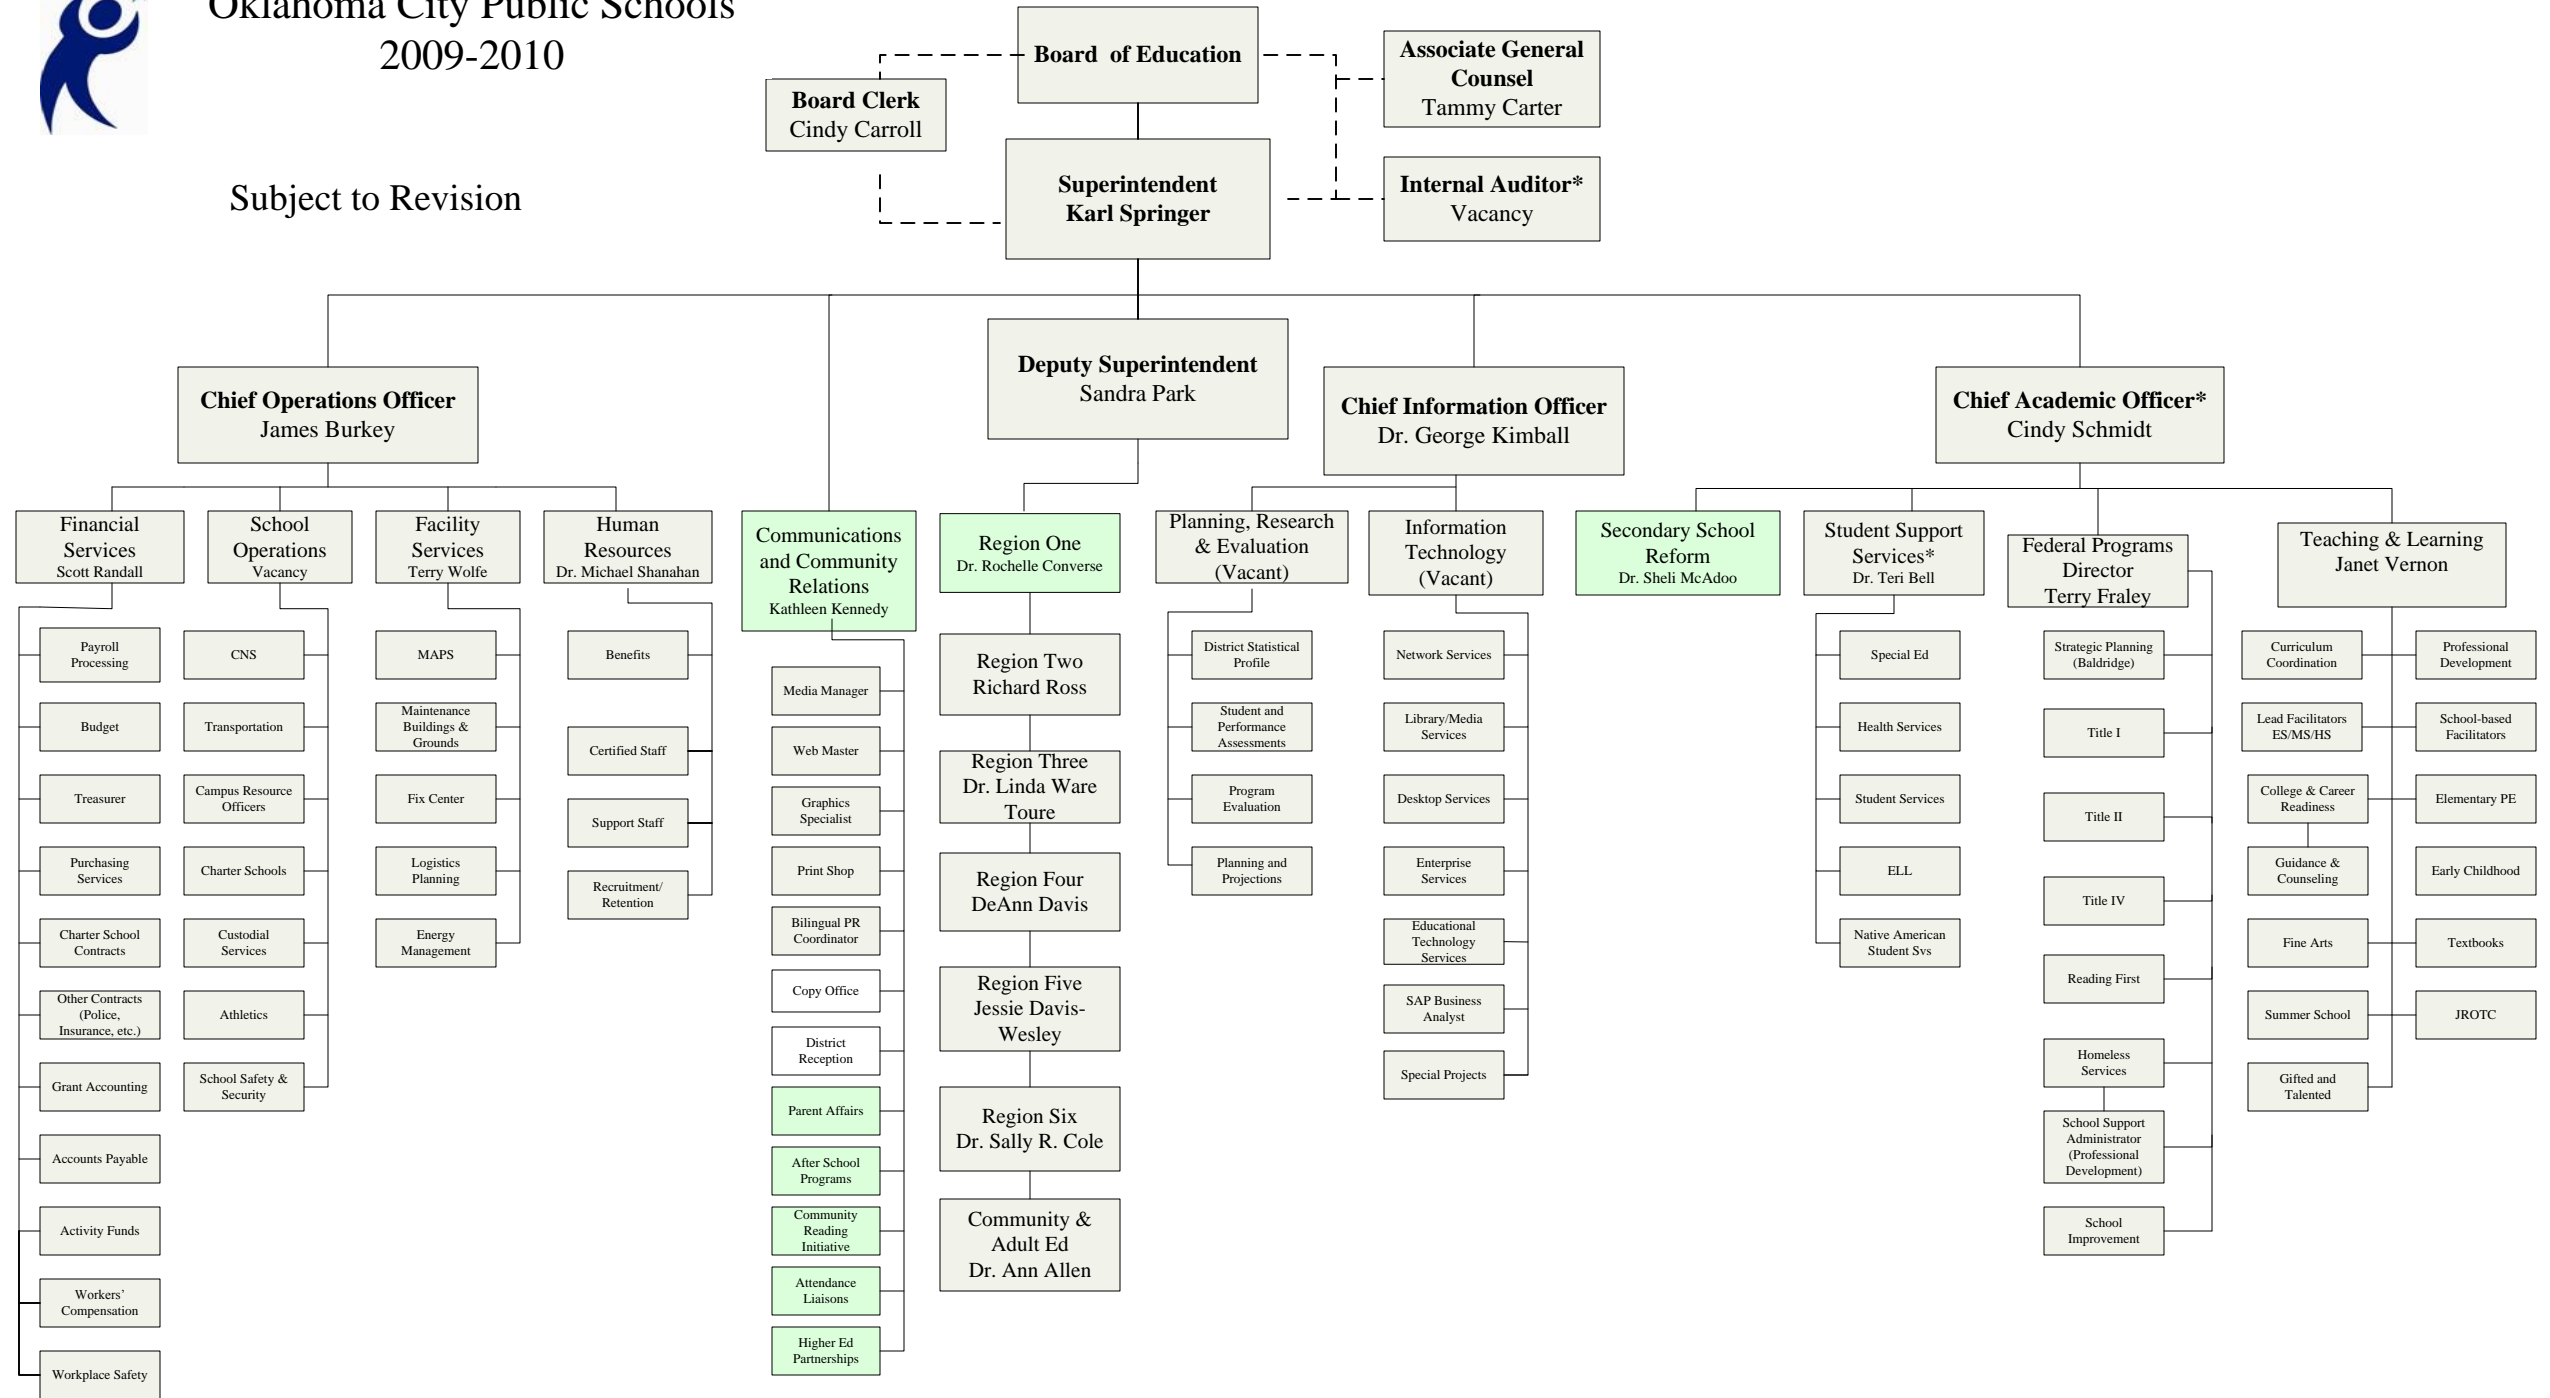 Oklahoma City Public Schools
2009-2010
Subject to Revision
Board of Education
Board Clerk
Cindy Carroll
Associate General
Counsel
Tammy Carter
Superintendent
Karl Springer
Internal Auditor*
Vacancy
Deputy Superintendent
Sandra Park
Chief Operations Officer
James Burkey
Chief Information Officer
Dr. George Kimball
Chief Academic Officer*
Cindy Schmidt
Financial
Services
Scott Randall
School
Operations
Vacancy
Facility
Services
Terry Wolfe
Human
Resources
Dr. Michael Shanahan
Communications
and Community
Relations
Kathleen Kennedy
Region One
Dr. Rochelle Converse
Planning, Research
& Evaluation
(Vacant)
Information
Technology
(Vacant)
Secondary School
Reform
Dr. Sheli McAdoo
Student Support
Services*
Dr. Teri Bell
Federal Programs
Director
Terry Fraley
Teaching & Learning
Janet Vernon
Payroll
Processing
Budget
Treasurer
Purchasing
Services
Charter School
Contracts
Other Contracts
(Police,
Insurance, etc.)
Grant Accounting
Accounts Payable
Activity Funds
Workers’
Compensation
Workplace Safety
CNS
Transportation
Campus Resource
Officers
Charter Schools
Custodial
Services
Athletics
School Safety &
Security
MAPS
Maintenance
Buildings &
Grounds
Fix Center
Logistics
Planning
Energy
Management
Benefits
Certified Staff
Support Staff
Recruitment/
Retention
Media Manager
Web Master
Graphics
Specialist
Print Shop
Bilingual PR
Coordinator
Copy Office
District
Reception
Parent Affairs
After School
Programs
Community
Reading
Initiative
Attendance
Liaisons
Higher Ed
Partnerships
Region Two
Richard Ross
Region Three
Dr. Linda Ware
Toure
Region Four
DeAnn Davis
Region Five
Jessie Davis-
Wesley
Region Six
Dr. Sally R. Cole
Community &
Adult Ed
Dr. Ann Allen
District Statistical
Profile
Student and
Performance
Assessments
Program
Evaluation
Planning and
Projections
Network Services
Library/Media
Services
Desktop Services
Enterprise
Services
Educational
Technology
Services
SAP Business
Analyst
Special Projects
Special Ed
Health Services
Student Services
ELL
Native American
Student Svs
Strategic Planning
(Baldridge)
Title I
Title II
Title IV
Reading First
Homeless
Services
School Support
Administrator
(Professional
Development)
School
Improvement
Curriculum
Coordination
Lead Facilitators
ES/MS/HS
College & Career
Readiness
Guidance &
Counseling
Fine Arts
Summer School
Gifted and
Talented
Professional
Development
School-based
Facilitators
Elementary PE
Early Childhood
Textbooks
JROTC